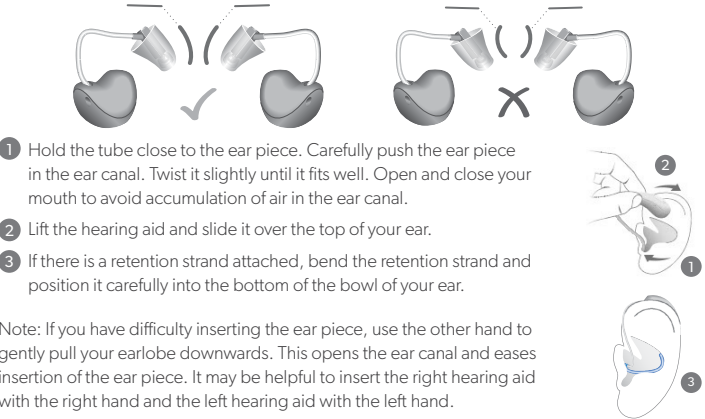 1 Hold the tube close to the ear piece. Carefully push the ear piece
in the ear canal. Twist it slightly until it fits well. Open and close your
mouth to avoid accumulation of air in the ear canal.
2 Lift the hearing aid and slide it over the top of your ear.
3 If there is a retention strand attached, bend the retention strand and
position it carefully into the bottom of the bowl of your ear.
Note: If you have difficulty inserting the ear piece, use the other hand to
gently pull your earlobe downwards. This opens the ear canal and eases
insertion of the ear piece. It may be helpful to insert the right hearing aid
with the right hand and the left hearing aid with the left hand.
2
1
3